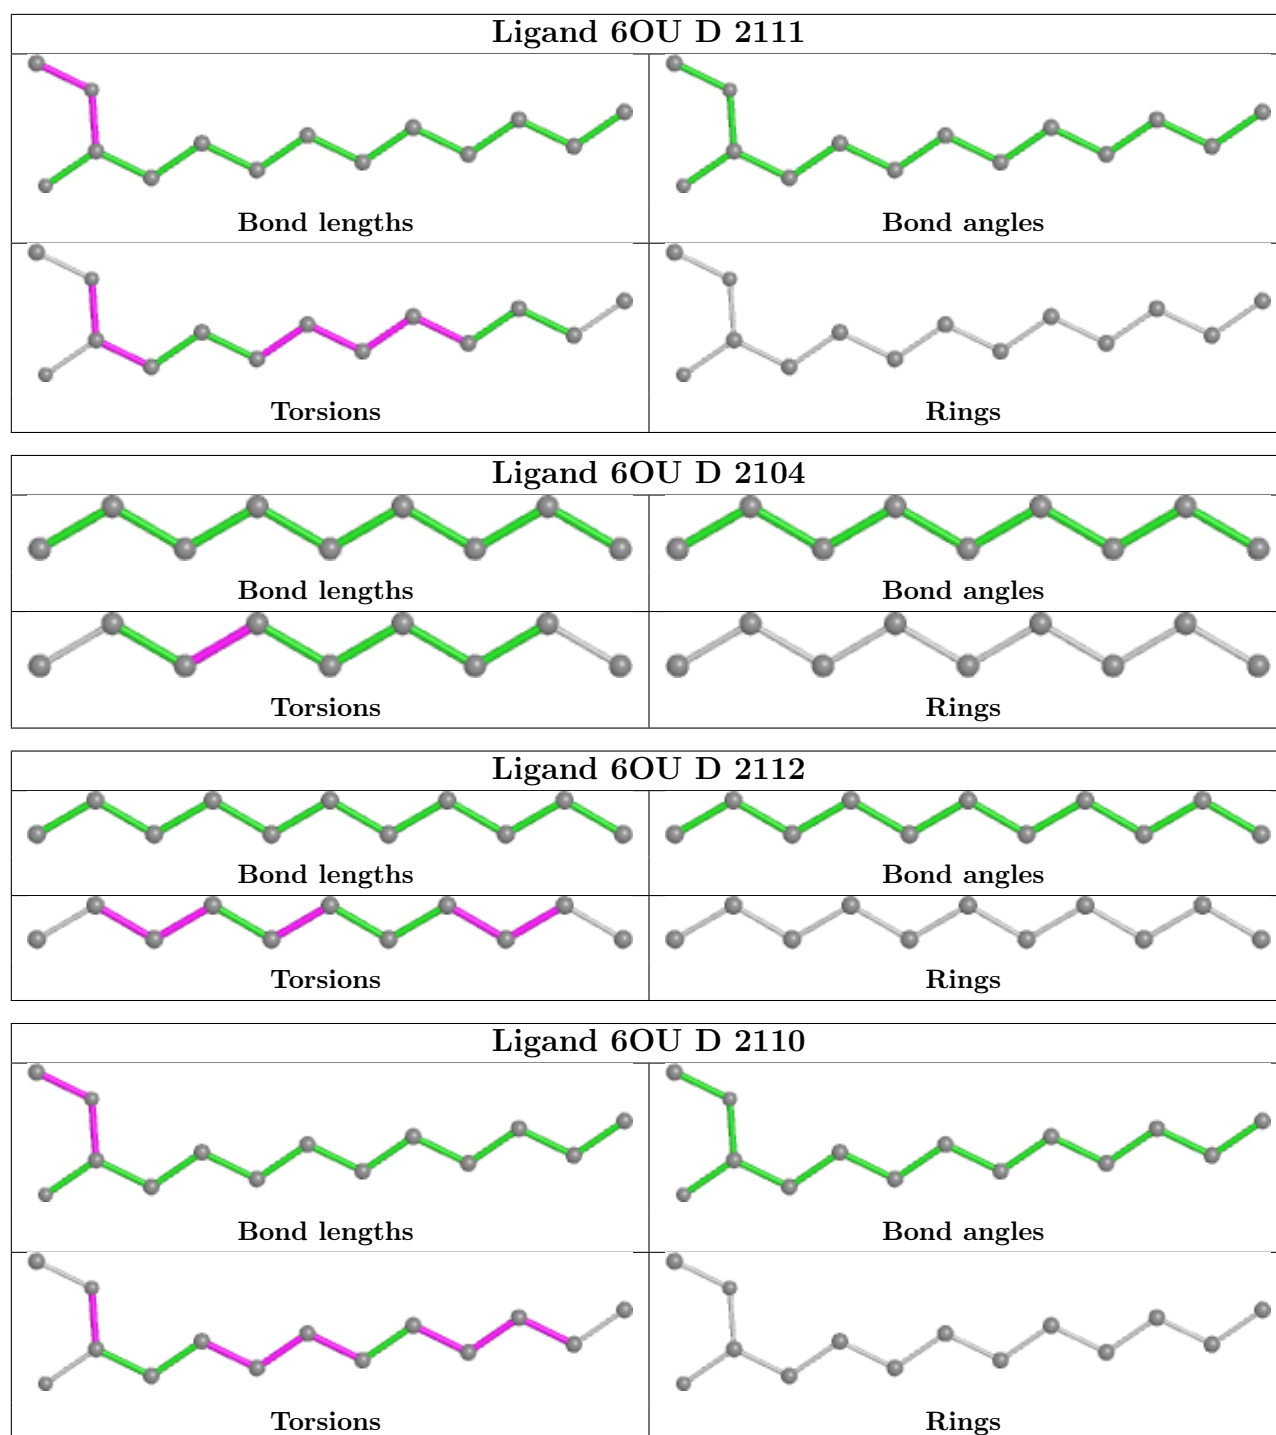 Ligand 6OU D 2111
Bond lengths
Bond angles
Torsions
Rings
Ligand 6OU D 2104
Bond lengths
Bond angles
Torsions
Rings
Ligand 6OU D 2112
Bond lengths
Bond angles
Torsions
Rings
Ligand 6OU D 2110
Bond lengths
Bond angles
Torsions
Rings